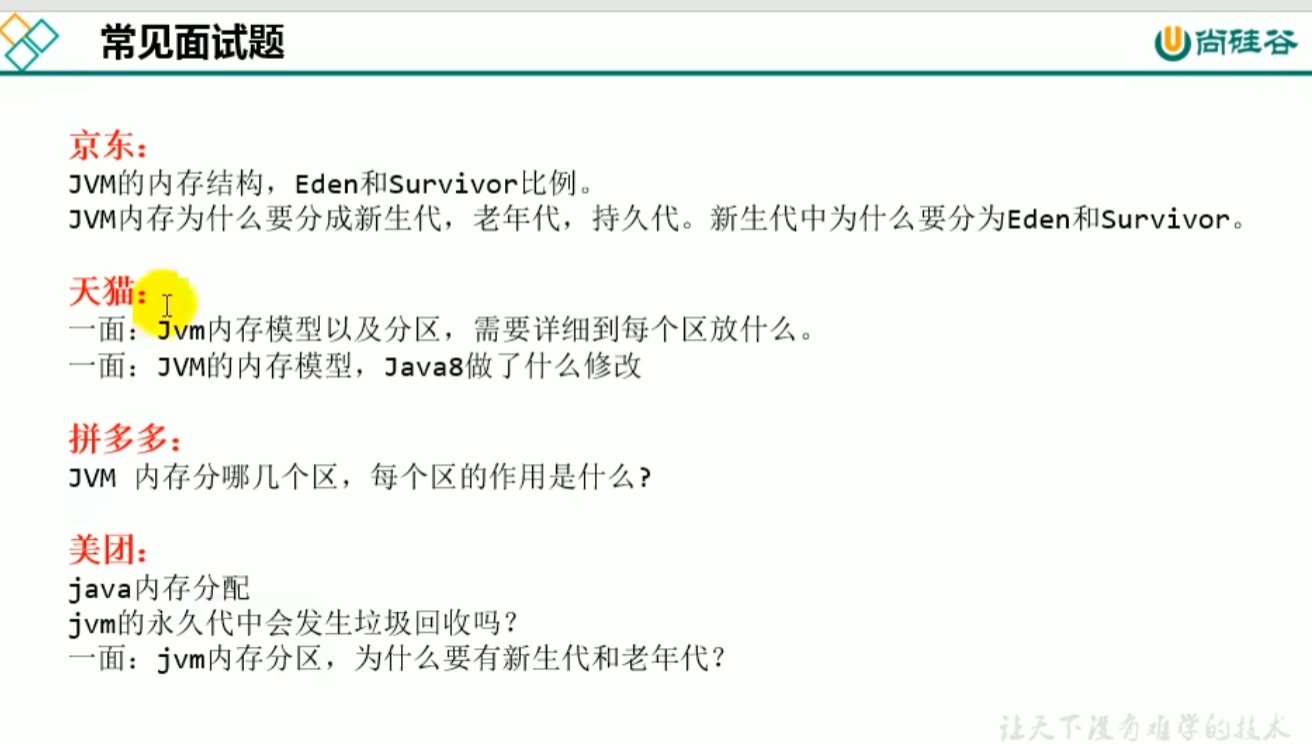 常见面试题
尚硅谷
京东：
JVM的内存结构，Eden和Survivor比例。
JVM内存为什么要分成新生代，老年代，持久代。新生代中为什么要分为Eden和Survivor。
天猫：
一面：Jvm内存模型以及分区，需要详细到每个区放什么。
一面：JVM的内存模型，Java8做了什么修改
拼多多：
JVM 内存分哪几个区，每个区的作用是什么?
美团：
java内存分配
jvm的永久代中会发生垃圾回收吗？
一面：jvm内存分区，为什么要有新生代和老年代？
让天下没有难学的技术